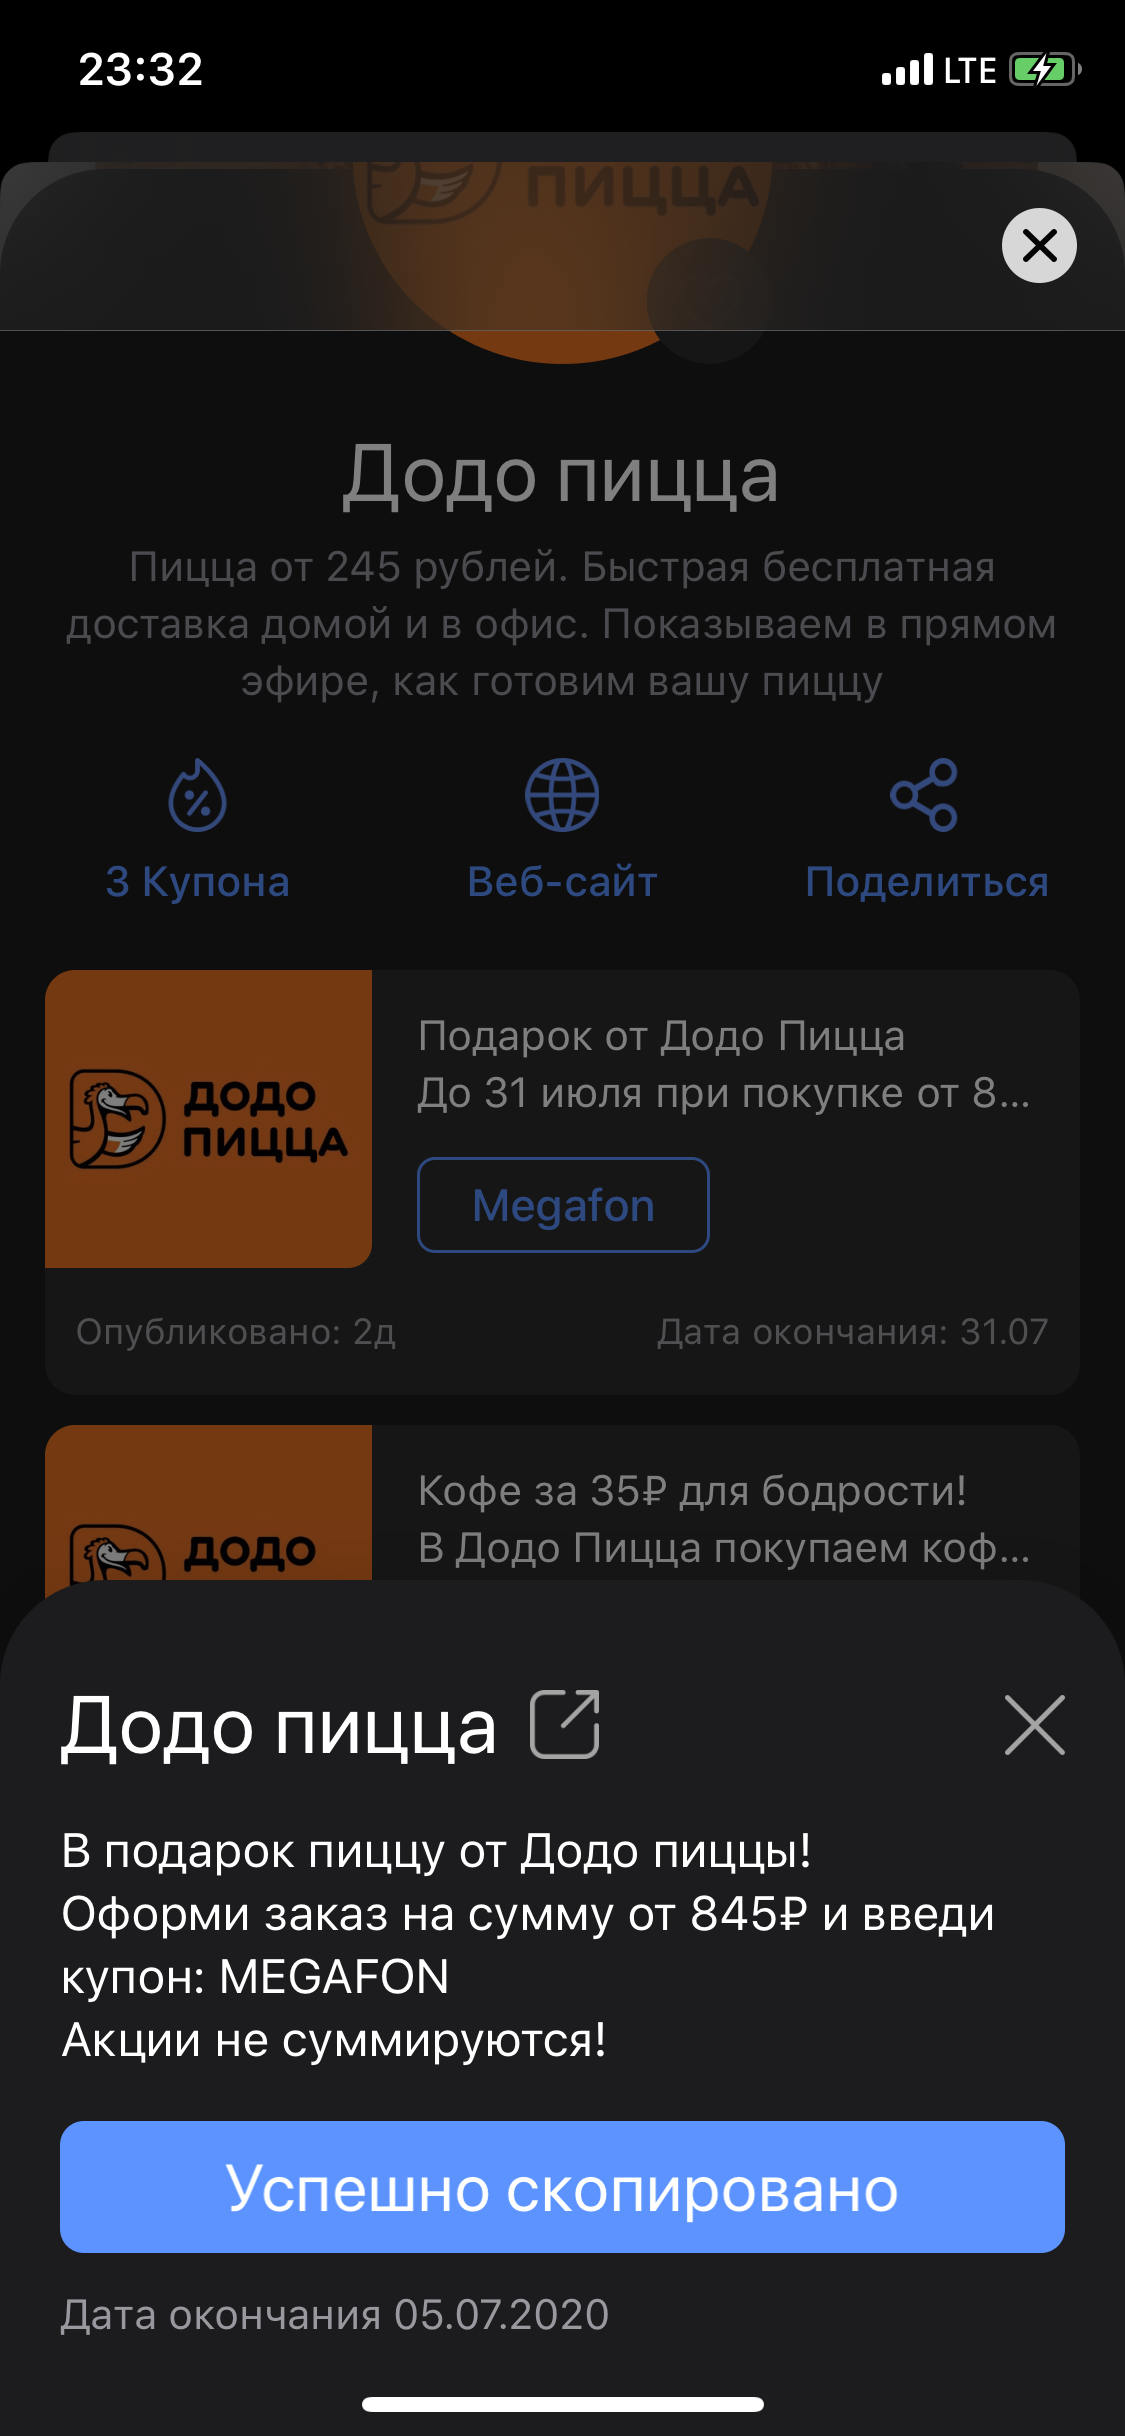 23:32
LTE
ПИЦЦА
Додо пицца
Пицца от 245 рублей. Быстрая бесплатная
доставка домой и в офис. Показываем в прямом
эфире, как готовим вашу пиццу
3 Купона
Веб-сайт
Поделиться
ДОДО
ПИЦЦА
Подарок от Додо Пицца
До 31 июля при покупке от 8...
Megafon
Опубликовано: 2д
Дата окончания: 31.07
ДОДО
Кофе за 35₽ для бодрости!
В Додо Пицца покупаем коф...
Додо пицца
В подарок пиццу от Додо пиццы!
Оформи заказ на сумму от 845₽ и введи
купон: MEGAFON
Акции не суммируются!
Успешно скопировано
Дата окончания 05.07.2020